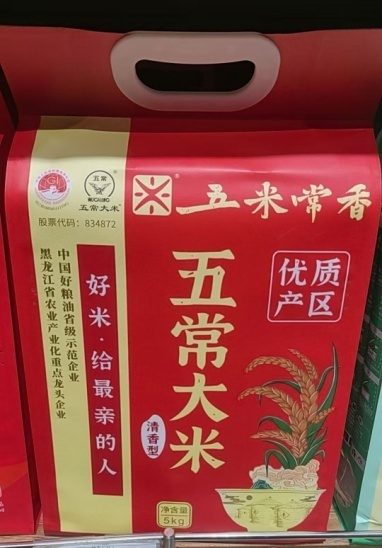 五常
WUCHANG
五常大米
股票代码：834872
五米常香
中国好粮油省级示范企业
黑龙江省农业产业化重点龙头企业
好米·给最亲的人
五常大米
清香型
优质
产区
净含量
5kg